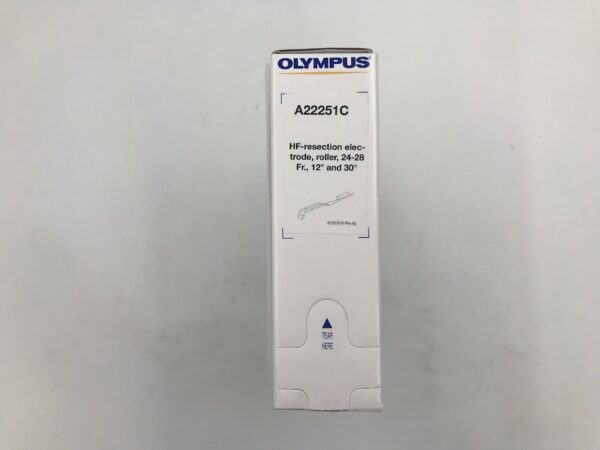 OLYMPUS
A22251C
HF-resection elec-
trode, roller, 24-28
Fr., 12° and 30°
TEAR
HERE